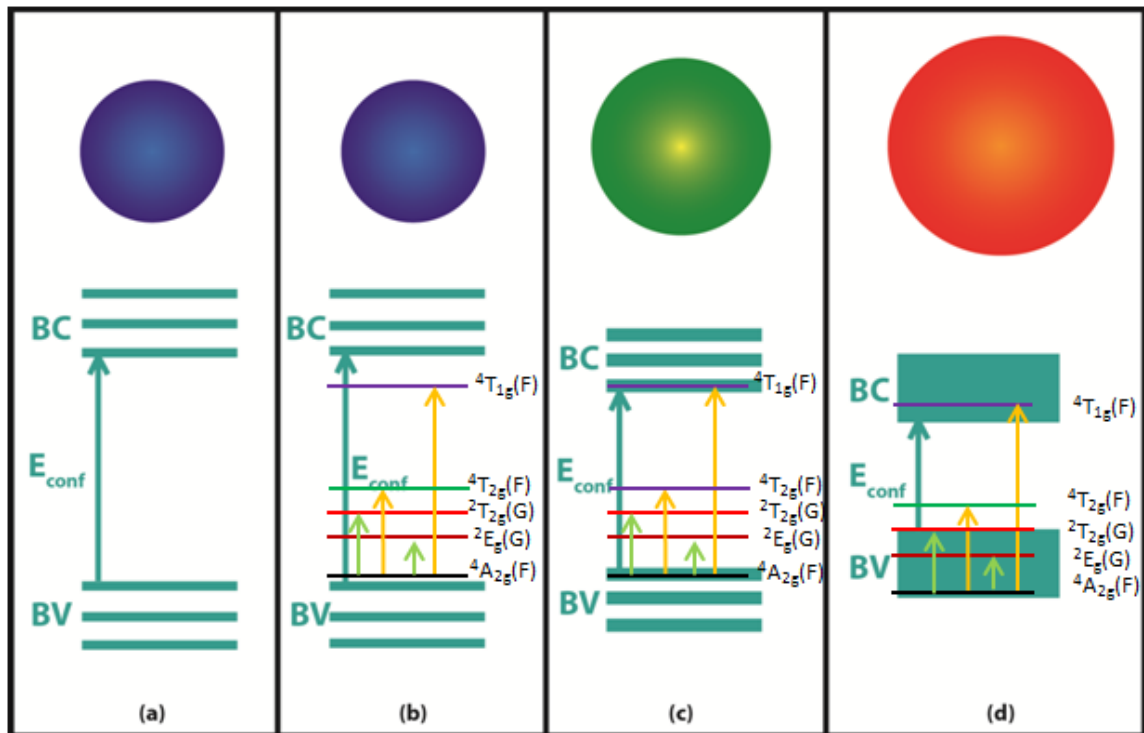 BC
E_conf
BV
(a)
BC
⁴T₁g(F)
E_conf
⁴T₂g(F)
²T₂g(G)
²Eg(G)
⁴A₂g(F)
BV
(b)
BC
⁴T₁g(F)
E_conf
⁴T₂g(F)
²T₂g(G)
²Eg(G)
⁴A₂g(F)
BV
(c)
BC
⁴T₁g(F)
E_conf
⁴T₂g(F)
²T₂g(G)
²Eg(G)
BV
⁴A₂g(F)
(d)